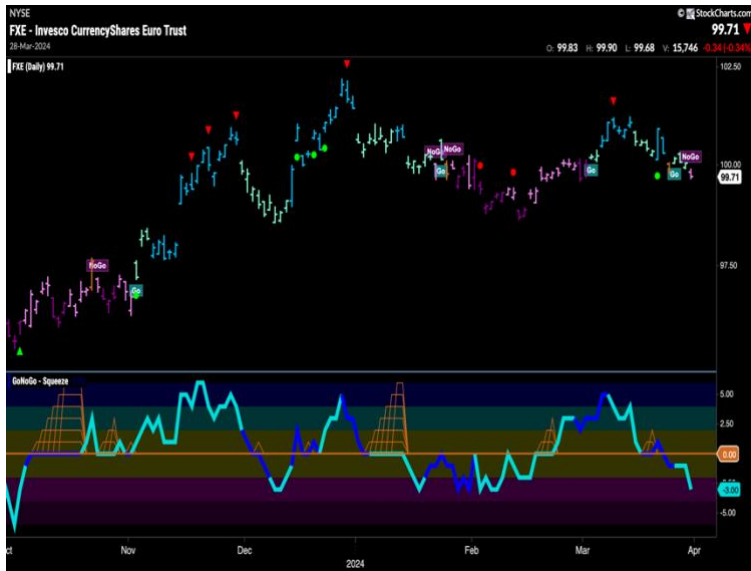 NYSE
© StockCharts.com
FXE - Invesco CurrencyShares Euro Trust
99.71
28-Mar-2024
O: 99.83 H: 99.90 L: 99.68 V: 15,746 -0.34 (-0.34%)
FXE (Daily) 99.71
102.50
NoGo
NoGo
NoGo
100.00
Go
Go
Go
99.71
NoGo
97.50
Go
GoNoGo - Squeeze
5.00
2.50
0.00
-3.00
-5.00
Nov
Dec
2024
Feb
Mar
Apr